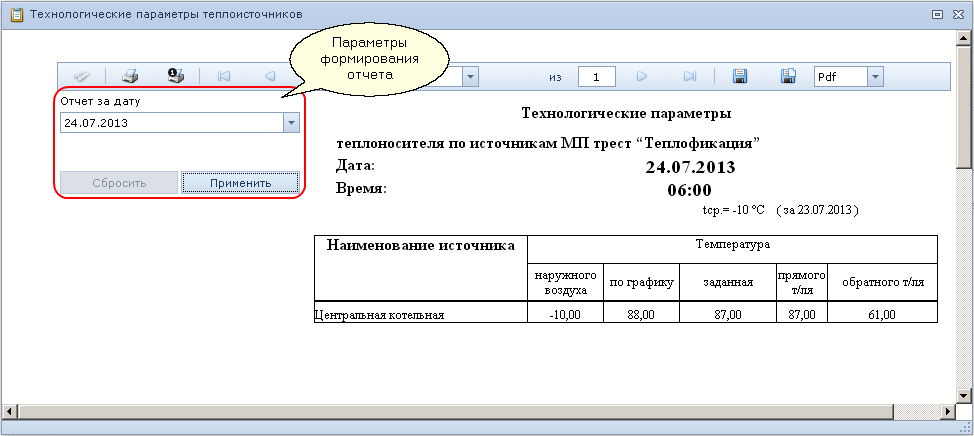 Технологические параметры теплоисточников
Параметры
формирования
отчета
из 1 Pdf
Отчет за дату
24.07.2013
Сбросить Применить
Технологические параметры
теплоносителя по источникам МП трест “Теплофикация”
Дата: 24.07.2013
Время: 06:00
tср.= -10 °C ( за 23.07.2013 )
Наименование источника Температура
наружного воздуха по графику заданная прямого т/ля обратного т/ля
Центральная котельная -10,00 88,00 87,00 87,00 61,00